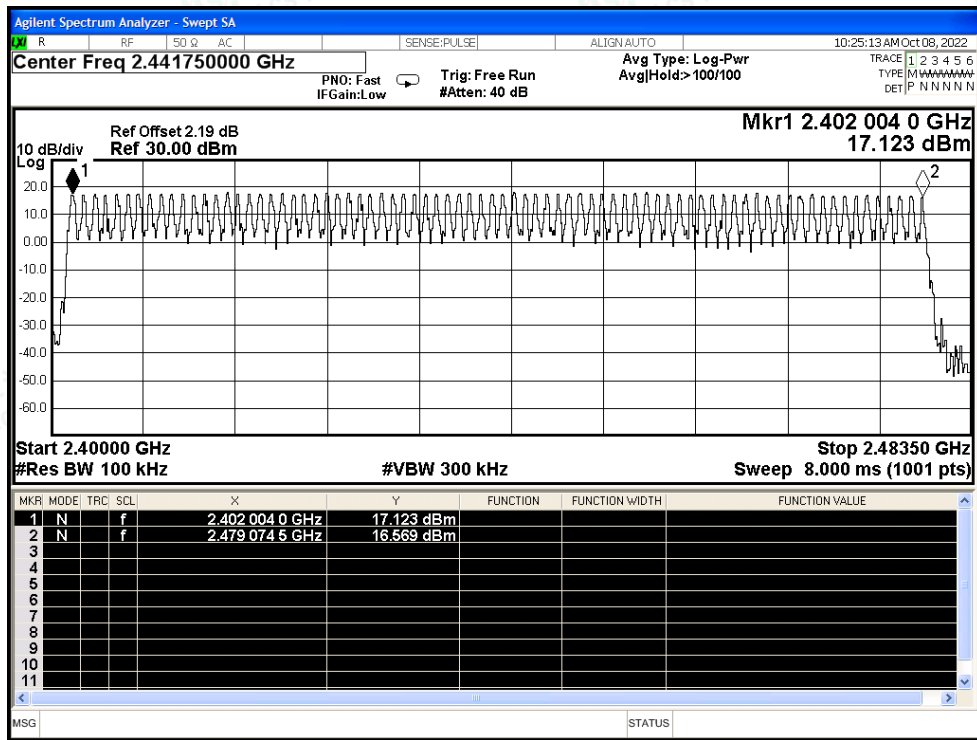 Agilent Spectrum Analyzer - Swept SA
LXI R RF 50 Ω AC SENSE:PULSE ALIGN AUTO 10:25:13 AM Oct 08, 2022
Center Freq 2.441750000 GHz
PNO: Fast
IFGain:Low
Trig: Free Run
#Atten: 40 dB
Avg Type: Log-Pwr
Avg|Hold:>100/100
TRACE 1 2 3 4 5 6
TYPE M
DET P N N N N N
Mkr1 2.402 004 0 GHz
17.123 dBm
Ref Offset 2.19 dB
10 dB/div Ref 30.00 dBm
Log
1
2
20.0
10.0
0.00
-10.0
-20.0
-30.0
-40.0
-50.0
-60.0
Start 2.40000 GHz Stop 2.48350 GHz
#Res BW 100 kHz #VBW 300 kHz Sweep 8.000 ms (1001 pts)
MKR MODE TRC SCL X Y FUNCTION FUNCTION WIDTH FUNCTION VALUE
1 N f 2.402 004 0 GHz 17.123 dBm
2 N f 2.479 074 5 GHz 16.569 dBm
3
4
5
6
7
8
9
10
11
MSG STATUS